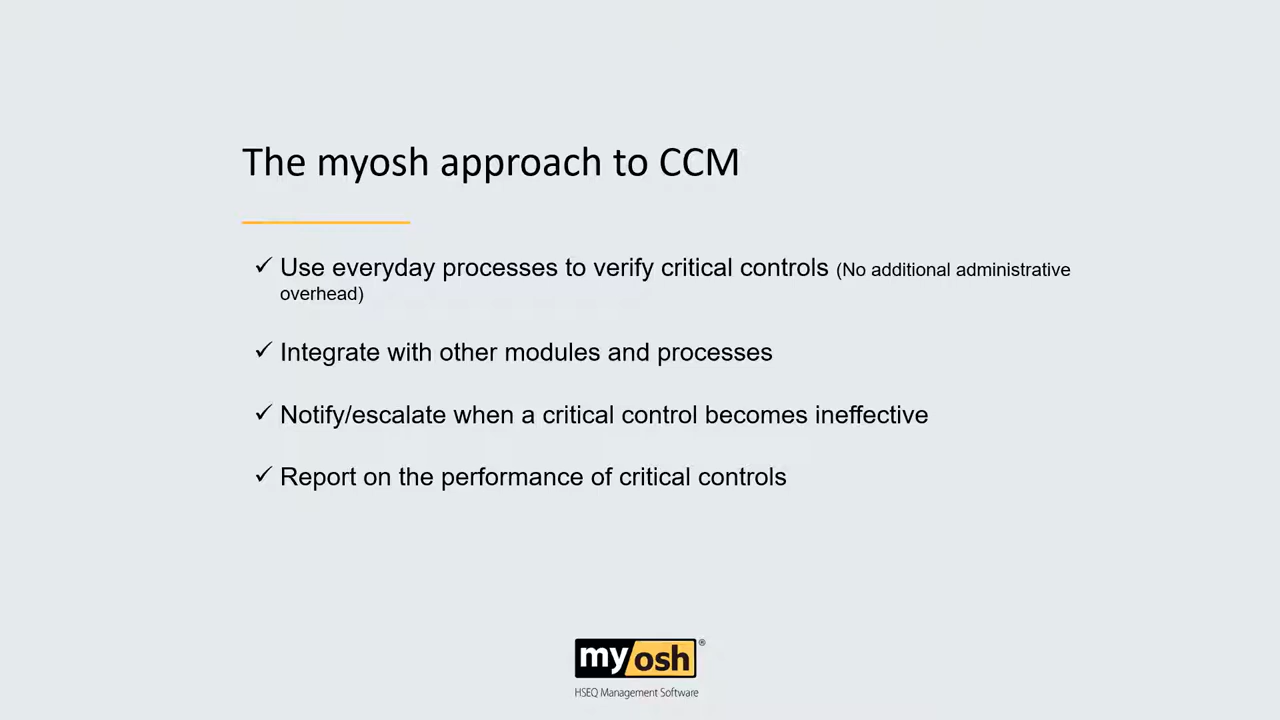 The myosh approach to CCM
✓ Use everyday processes to verify critical controls (No additional administrative
overhead)
✓ Integrate with other modules and processes
✓ Notify/escalate when a critical control becomes ineffective
✓ Report on the performance of critical controls
myosh®
HSEQ Management Software